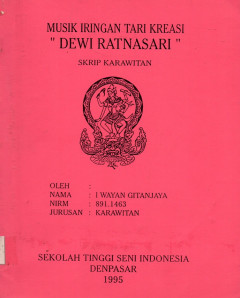 MUSIK IRINGAN TARI KREASI
" DEWI RATNASARI "
SKRIP KARAWITAN
OLEH :
NAMA : I WAYAN GITANJAYA
NIRM : 891.1463
JURUSAN : KARAWITAN
SEKOLAH TINGGI SENI INDONESIA
DENPASAR
1995